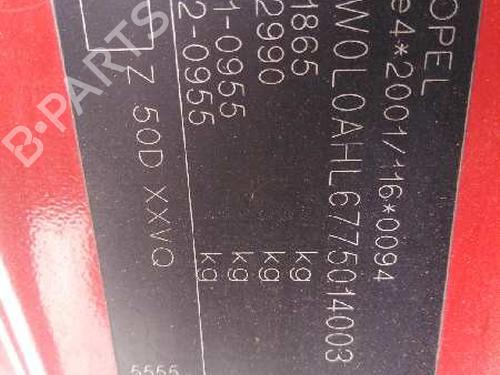 OPEL
e4*2001/116*0094
W0L0AHL6775014003
1865 kg
2990 kg
1-0955 kg
2-0955 kg
Z 50D XXVQ
5555
B-PARTS